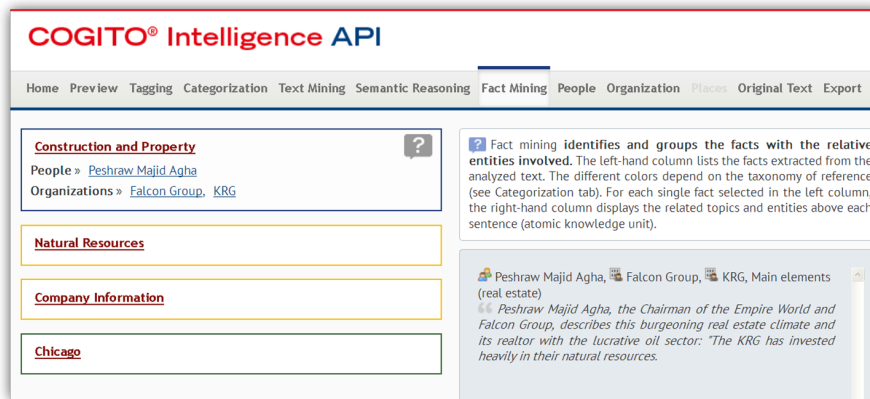 COGITO® Intelligence API
Home Preview Tagging Categorization Text Mining Semantic Reasoning Fact Mining People Organization Places Original Text Export
Construction and Property
?
People » Peshraw Majid Agha
Organizations » Falcon Group, KRG
Natural Resources
Company Information
Chicago
? Fact mining identifies and groups the facts with the relative
entities involved. The left-hand column lists the facts extracted from the
analyzed text. The different colors depend on the taxonomy of reference
(see Categorization tab). For each single fact selected in the left column,
the right-hand column displays the related topics and entities above each
sentence (atomic knowledge unit).
Peshraw Majid Agha, Falcon Group, KRG, Main elements
(real estate)
“ Peshraw Majid Agha, the Chairman of the Empire World and
Falcon Group, describes this burgeoning real estate climate and
its realtor with the lucrative oil sector: "The KRG has invested
heavily in their natural resources.